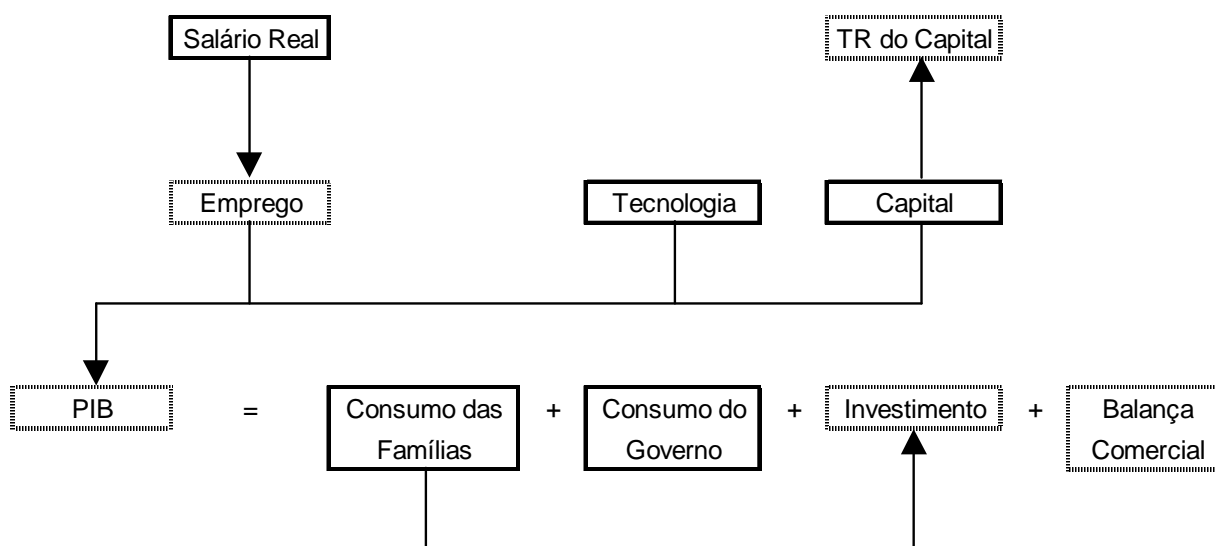 Salário Real
TR do Capital
Emprego
Tecnologia
Capital
PIB
=
Consumo das
Famílias
+
Consumo do
Governo
+
Investimento
+
Balança
Comercial